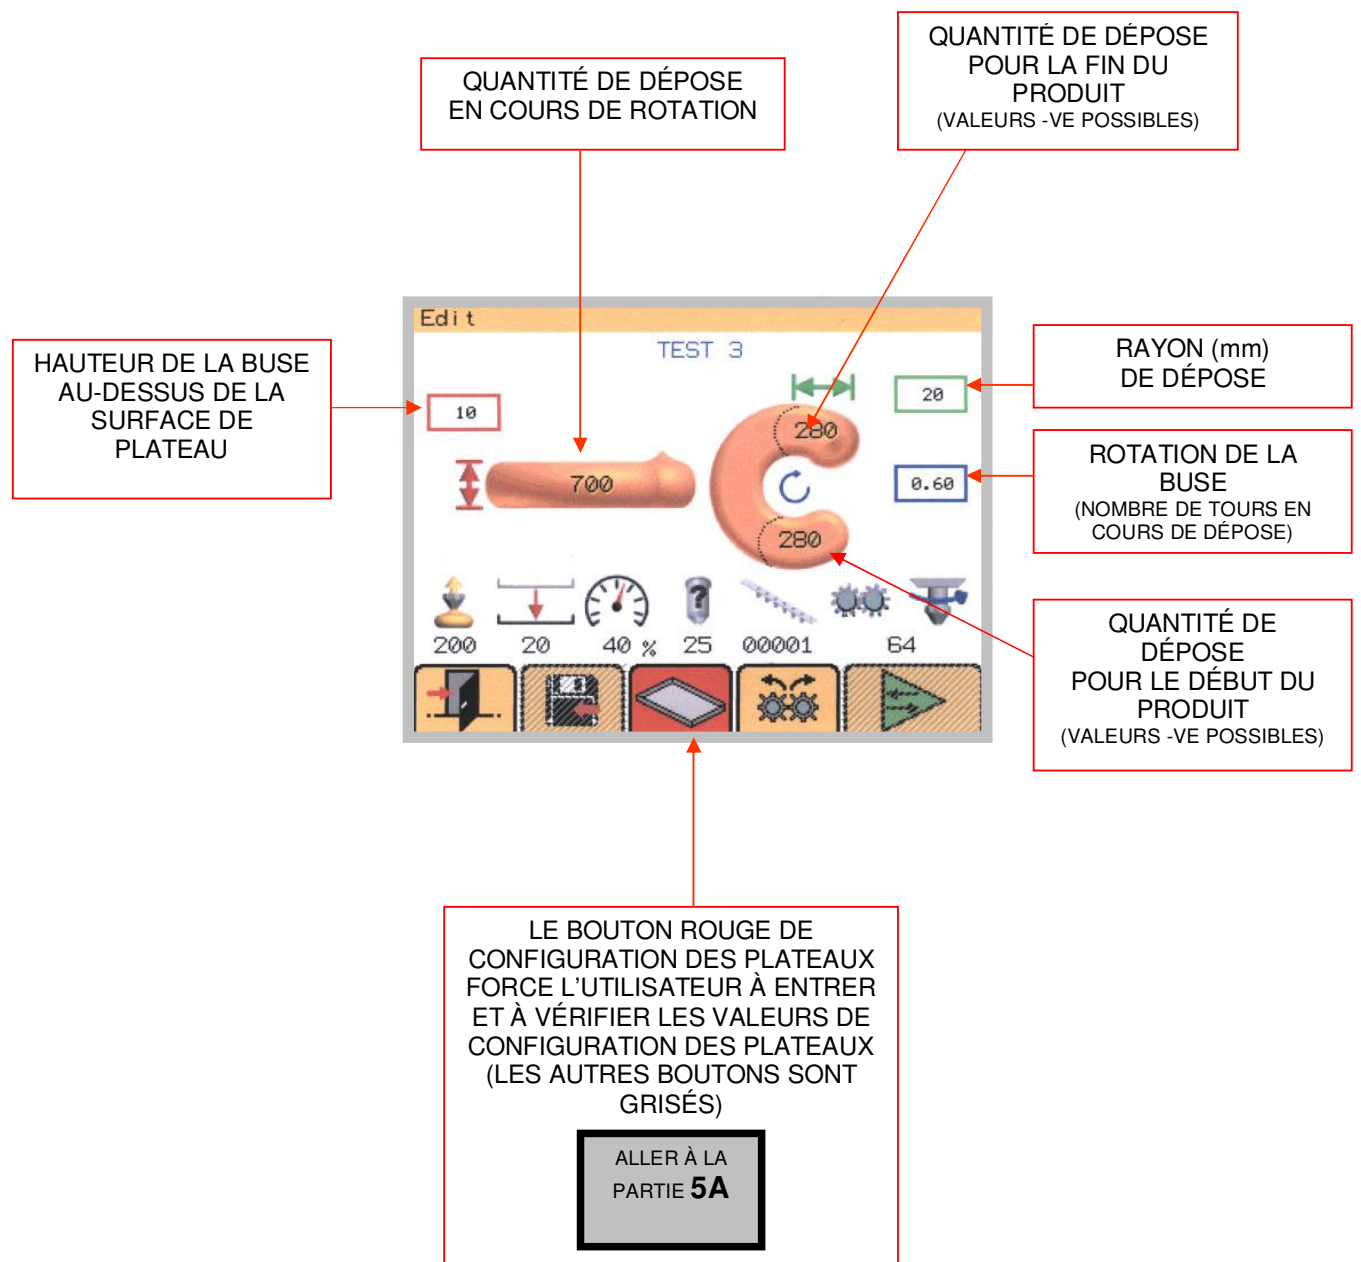 QUANTITÉ DE DÉPOSE
EN COURS DE ROTATION
QUANTITÉ DE DÉPOSE
POUR LA FIN DU
PRODUIT
(VALEURS -VE POSSIBLES)
HAUTEUR DE LA BUSE
AU-DESSUS DE LA
SURFACE DE
PLATEAU
Edit
TEST 3
10
20
280
700
0.60
280
?
200 20 40 % 25 00001 64
RAYON (mm)
DE DÉPOSE
ROTATION DE LA
BUSE
(NOMBRE DE TOURS EN
COURS DE DÉPOSE)
QUANTITÉ DE
DÉPOSE
POUR LE DÉBUT DU
PRODUIT
(VALEURS -VE POSSIBLES)
LE BOUTON ROUGE DE
CONFIGURATION DES PLATEAUX
FORCE L'UTILISATEUR À ENTRER
ET À VÉRIFIER LES VALEURS DE
CONFIGURATION DES PLATEAUX
(LES AUTRES BOUTONS SONT
GRISÉS)
ALLER À LA
PARTIE 5A